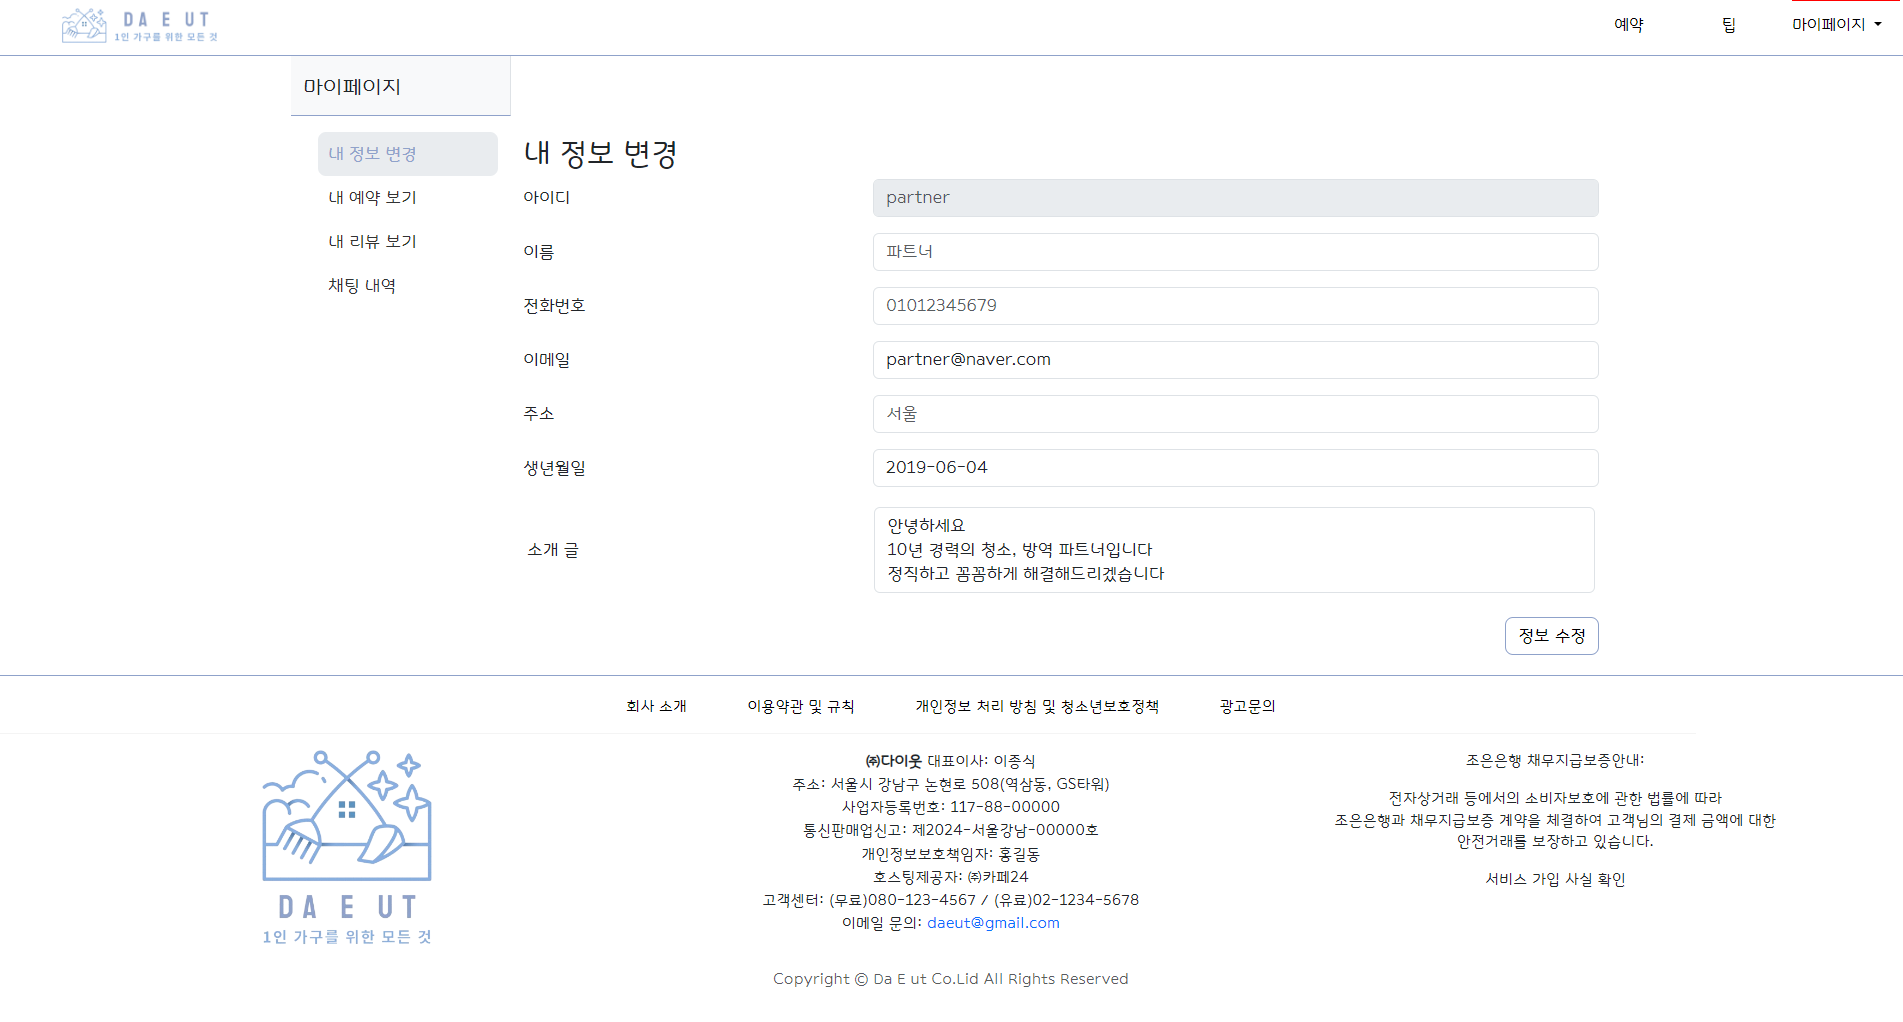 DA E UT
1인 가구를 위한 모든 것
예약
팁
마이페이지
마이페이지
내 정보 변경
내 예약 보기
내 리뷰 보기
채팅 내역
내 정보 변경
아이디
partner
이름
파트너
전화번호
01012345679
이메일
partner@naver.com
주소
서울
생년월일
2019-06-04
소개 글
안녕하세요
10년 경력의 청소, 방역 파트너입니다
정직하고 꼼꼼하게 해결해드리겠습니다
정보 수정
회사 소개
이용약관 및 규칙
개인정보 처리 방침 및 청소년보호정책
광고문의
DA E UT
1인 가구를 위한 모든 것
㈜다이웃 대표이사: 이종식
주소: 서울시 강남구 논현로 508(역삼동, GS타워)
사업자등록번호: 117-88-00000
통신판매업신고: 제2024-서울강남-00000호
개인정보보호책임자: 홍길동
호스팅제공자: ㈜카페24
고객센터: (무료)080-123-4567 / (유료)02-1234-5678
이메일 문의: daeut@gmail.com
조은은행 채무지급보증안내:
전자상거래 등에서의 소비자보호에 관한 법률에 따라
조은은행과 채무지급보증 계약을 체결하여 고객님의 결제 금액에 대한
안전거래를 보장하고 있습니다.
서비스 가입 사실 확인
Copyright © Da E ut Co.Lid All Rights Reserved